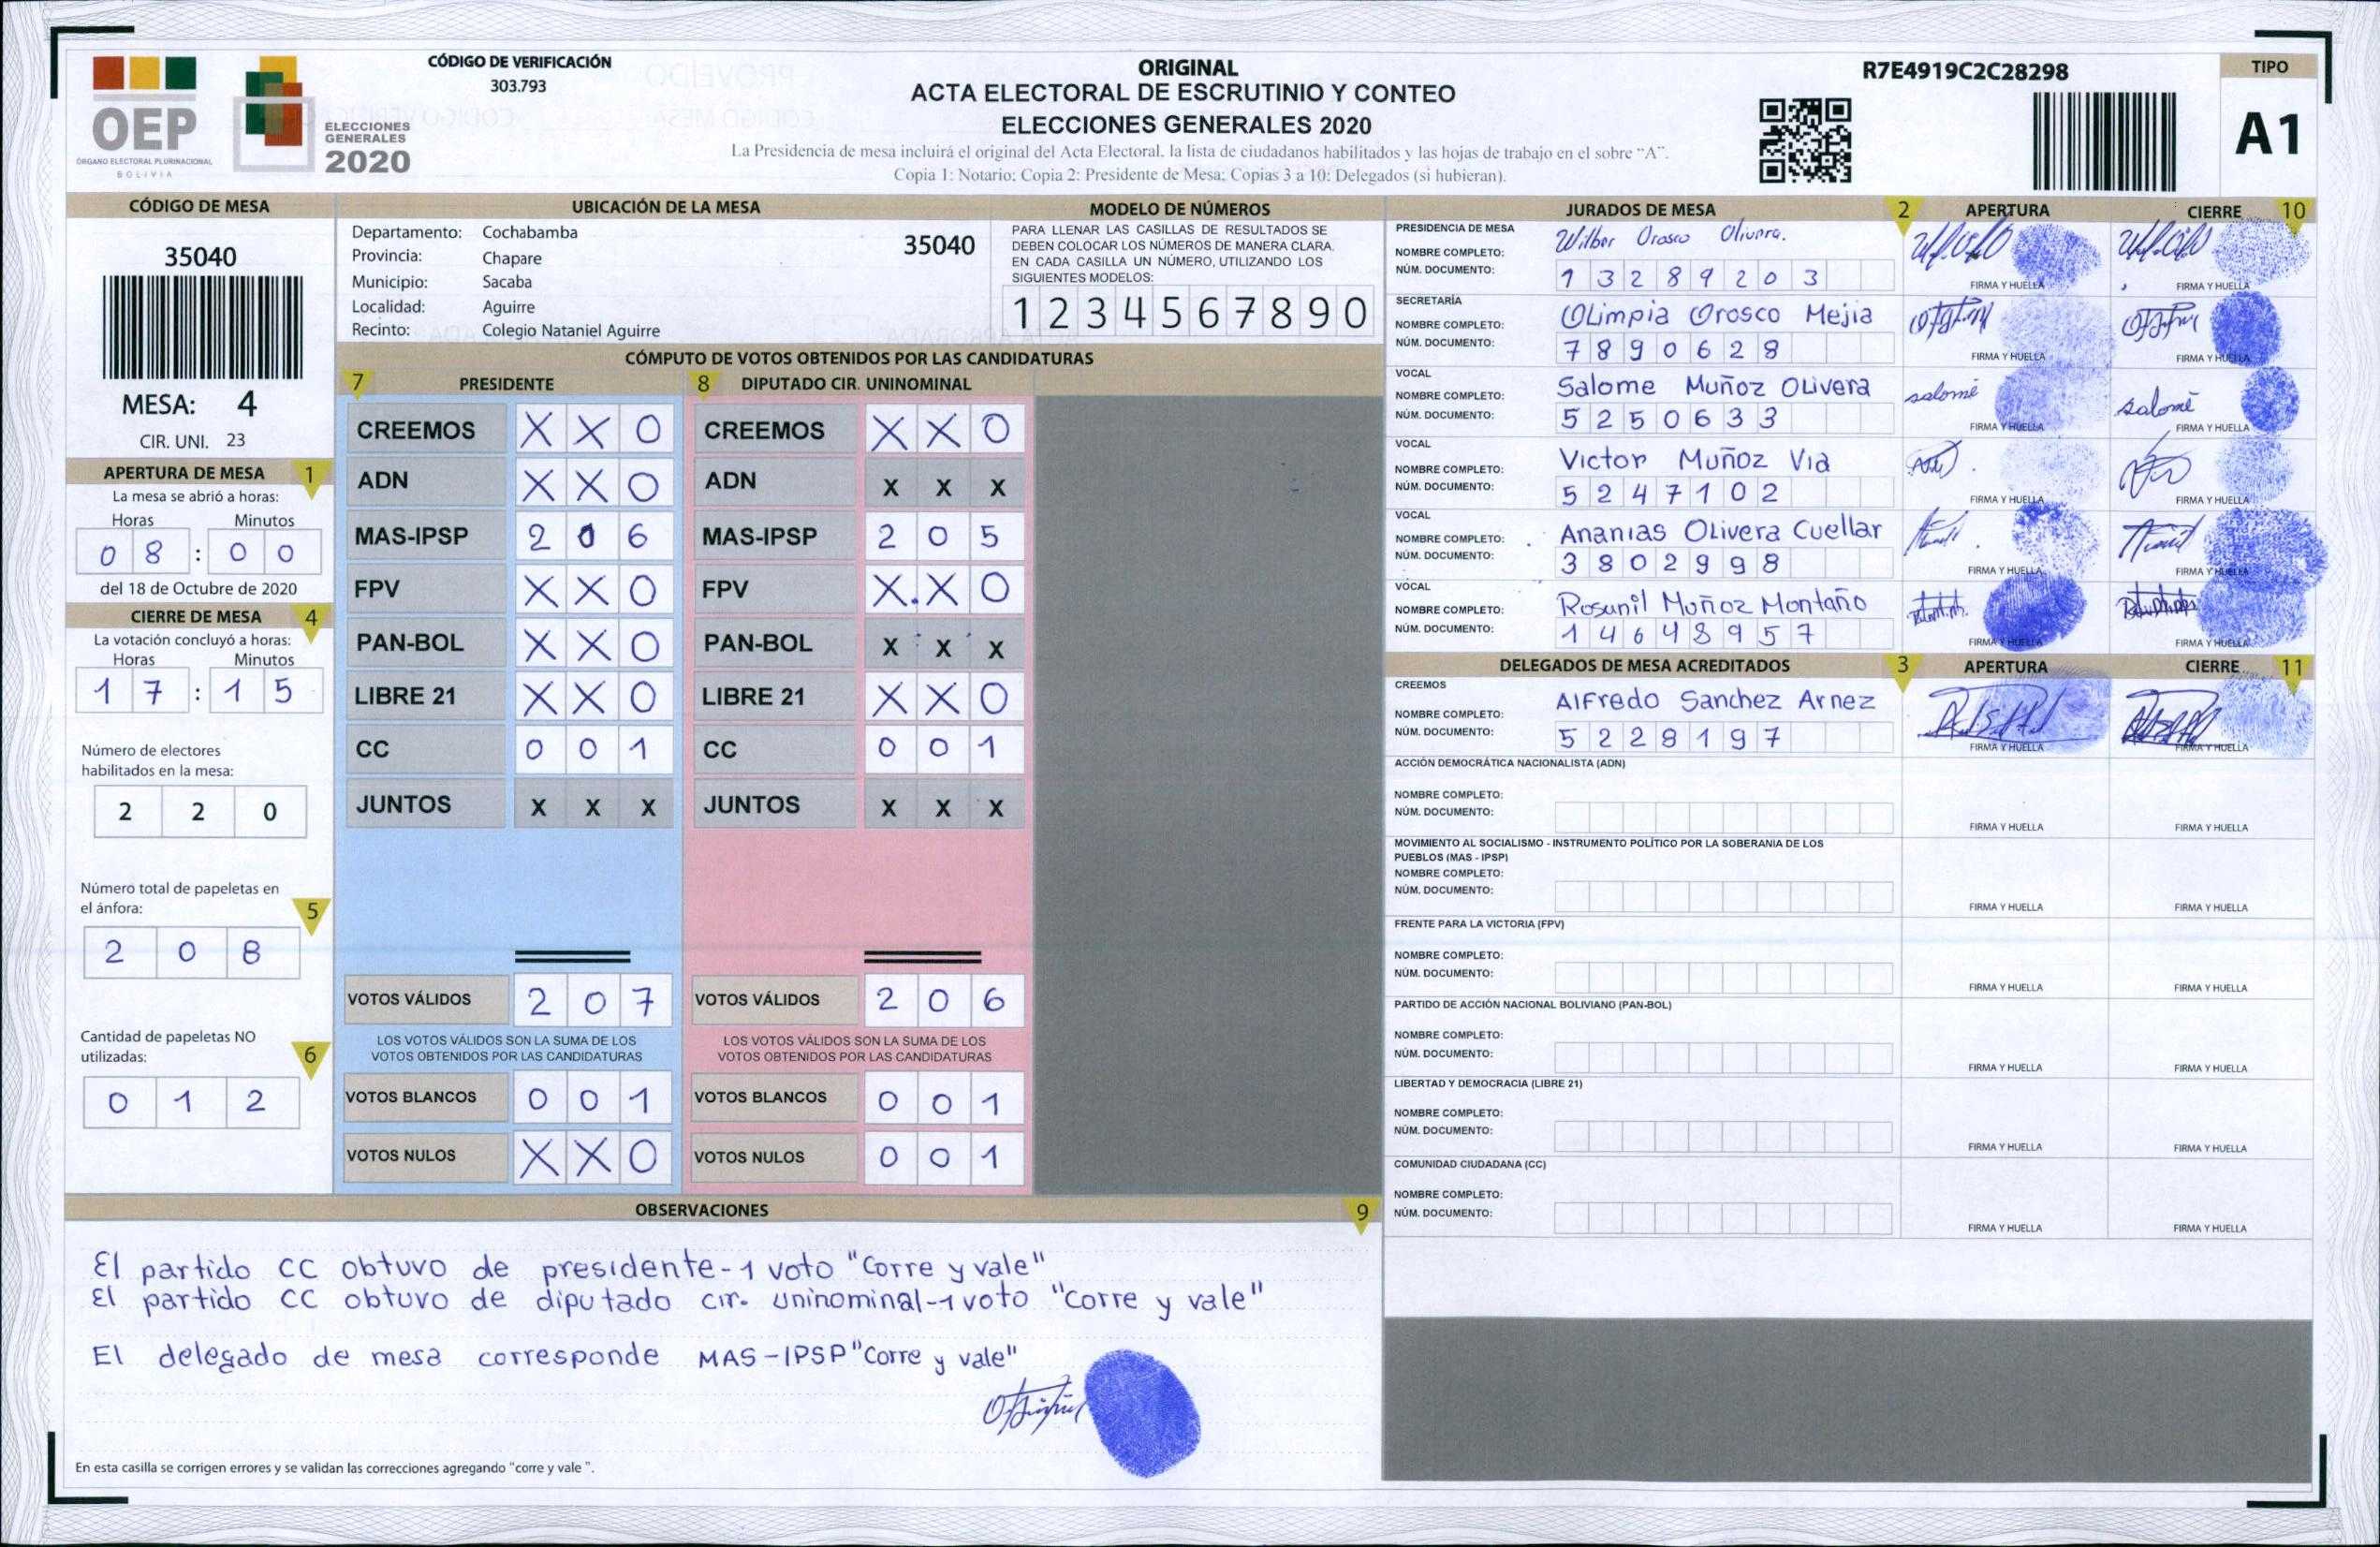 OEP
ÓRGANO ELECTORAL PLURINACIONAL
BOLIVIA
ELECCIONES
GENERALES
2020
CÓDIGO DE VERIFICACIÓN
303.793
ORIGINAL
ACTA ELECTORAL DE ESCRUTINIO Y CONTEO
ELECCIONES GENERALES 2020
La Presidencia de mesa incluirá el original del Acta Electoral, la lista de ciudadanos habilitados y las hojas de trabajo en el sobre "A".
Copia 1: Notario; Copia 2: Presidente de Mesa; Copias 3 a 10: Delegados (si hubieran).
R7E4919C2C28298
TIPO
A1
CÓDIGO DE MESA
35040
MESA: 4
CIR. UNI. 23
APERTURA DE MESA 1
La mesa se abrió a horas:
Horas Minutos
0 8 : 0 0
del 18 de Octubre de 2020
CIERRE DE MESA 4
La votación concluyó a horas:
Horas Minutos
1 7 : 1 5
Número de electores
habilitados en la mesa:
2 2 0
Número total de papeletas en
el ánfora: 5
2 0 8
Cantidad de papeletas NO
utilizadas: 6
0 1 2
UBICACIÓN DE LA MESA
Departamento: Cochabamba 35040
Provincia: Chapare
Municipio: Sacaba
Localidad: Aguirre
Recinto: Colegio Nataniel Aguirre
MODELO DE NÚMEROS
PARA LLENAR LAS CASILLAS DE RESULTADOS SE
DEBEN COLOCAR LOS NÚMEROS DE MANERA CLARA.
EN CADA CASILLA UN NÚMERO, UTILIZANDO LOS
SIGUIENTES MODELOS:
1 2 3 4 5 6 7 8 9 0
CÓMPUTO DE VOTOS OBTENIDOS POR LAS CANDIDATURAS
7 PRESIDENTE
CREEMOS X X 0
ADN X X 0
MAS-IPSP 2 0 6
FPV X X 0
PAN-BOL X X 0
LIBRE 21 X X 0
CC 0 0 1
JUNTOS X X X
VOTOS VÁLIDOS 2 0 7
LOS VOTOS VÁLIDOS SON LA SUMA DE LOS
VOTOS OBTENIDOS POR LAS CANDIDATURAS
VOTOS BLANCOS 0 0 1
VOTOS NULOS X X 0
8 DIPUTADO CIR. UNINOMINAL
CREEMOS X X 0
ADN X X X
MAS-IPSP 2 0 5
FPV X X 0
PAN-BOL X X X
LIBRE 21 X X 0
CC 0 0 1
JUNTOS X X X
VOTOS VÁLIDOS 2 0 6
LOS VOTOS VÁLIDOS SON LA SUMA DE LOS
VOTOS OBTENIDOS POR LAS CANDIDATURAS
VOTOS BLANCOS 0 0 1
VOTOS NULOS 0 0 1
OBSERVACIONES 9
El partido CC obtuvo de presidente-1 voto "Corre y vale"
El partido CC obtuvo de diputado cir. uninominal-1 voto "corre y vale"
El delegado de mesa corresponde MAS-IPSP "Corre y vale"
En esta casilla se corrigen errores y se validan las correcciones agregando "corre y vale ".
JURADOS DE MESA 2 APERTURA CIERRE 10
PRESIDENCIA DE MESA
NOMBRE COMPLETO: Wilber Orosco Olivera.
NÚM. DOCUMENTO: 1 3 2 8 9 2 0 3
FIRMA Y HUELLA FIRMA Y HUELLA
SECRETARÍA
NOMBRE COMPLETO: Olimpia Orosco Mejia
NÚM. DOCUMENTO: 7 8 9 0 6 2 8
FIRMA Y HUELLA FIRMA Y HUELLA
VOCAL
NOMBRE COMPLETO: Salome Muñoz Olivera
NÚM. DOCUMENTO: 5 2 5 0 6 3 3
salomé salomé
FIRMA Y HUELLA FIRMA Y HUELLA
VOCAL
NOMBRE COMPLETO: Victor Muñoz Via
NÚM. DOCUMENTO: 5 2 4 7 1 0 2
FIRMA Y HUELLA FIRMA Y HUELLA
VOCAL
NOMBRE COMPLETO: Ananias Olivera Cuellar
NÚM. DOCUMENTO: 3 8 0 2 9 9 8
FIRMA Y HUELLA FIRMA Y HUELLA
VOCAL
NOMBRE COMPLETO: Rosunil Muñoz Montaño
NÚM. DOCUMENTO: 1 4 6 4 8 9 5 7
FIRMA Y HUELLA FIRMA Y HUELLA
DELEGADOS DE MESA ACREDITADOS 3 APERTURA CIERRE 11
CREEMOS
NOMBRE COMPLETO: Alfredo Sanchez Arnez
NÚM. DOCUMENTO: 5 2 2 8 1 9 7
FIRMA Y HUELLA FIRMA Y HUELLA
ACCIÓN DEMOCRÁTICA NACIONALISTA (ADN)
NOMBRE COMPLETO:
NÚM. DOCUMENTO:
FIRMA Y HUELLA FIRMA Y HUELLA
MOVIMIENTO AL SOCIALISMO - INSTRUMENTO POLÍTICO POR LA SOBERANIA DE LOS
PUEBLOS (MAS - IPSP)
NOMBRE COMPLETO:
NÚM. DOCUMENTO:
FIRMA Y HUELLA FIRMA Y HUELLA
FRENTE PARA LA VICTORIA (FPV)
NOMBRE COMPLETO:
NÚM. DOCUMENTO:
FIRMA Y HUELLA FIRMA Y HUELLA
PARTIDO DE ACCIÓN NACIONAL BOLIVIANO (PAN-BOL)
NOMBRE COMPLETO:
NÚM. DOCUMENTO:
FIRMA Y HUELLA FIRMA Y HUELLA
LIBERTAD Y DEMOCRACIA (LIBRE 21)
NOMBRE COMPLETO:
NÚM. DOCUMENTO:
FIRMA Y HUELLA FIRMA Y HUELLA
COMUNIDAD CIUDADANA (CC)
NOMBRE COMPLETO:
NÚM. DOCUMENTO:
FIRMA Y HUELLA FIRMA Y HUELLA